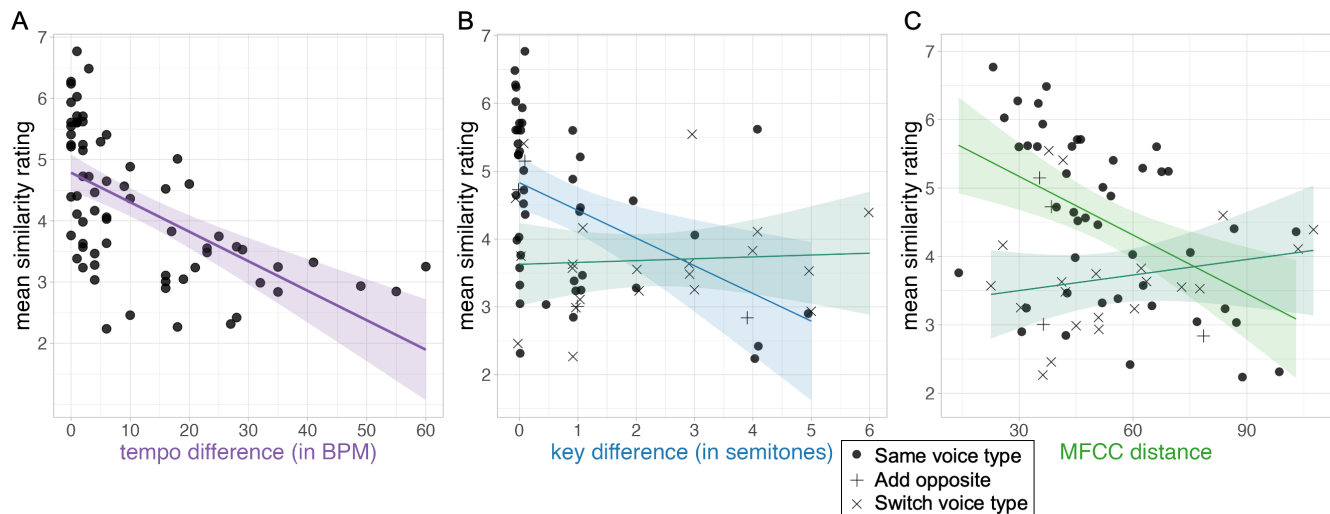 A
B
C
mean similarity rating
7
6
5
4
3
2
0
10
20
30
40
50
60
tempo difference (in BPM)
mean similarity rating
7
6
5
4
3
2
0
1
2
3
4
5
6
key difference (in semitones)
mean similarity rating
7
6
5
4
3
2
30
60
90
MFCC distance
Same voice type
Add opposite
Switch voice type